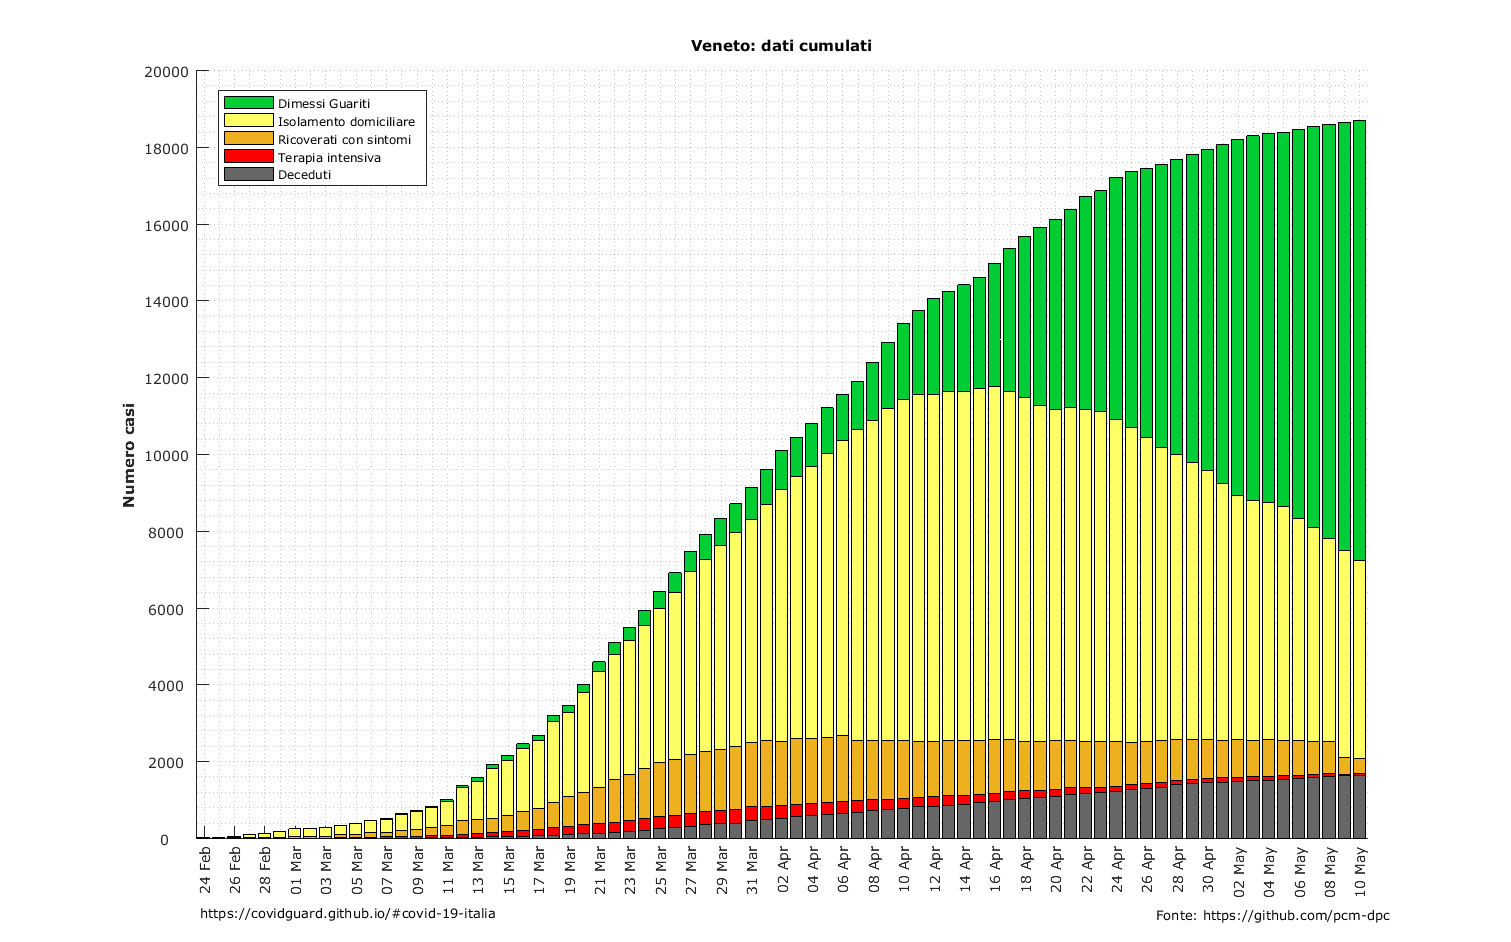 Veneto: dati cumulati
20000
18000
16000
14000
12000
10000
8000
6000
4000
2000
0
Numero casi
Dimessi Guariti
Isolamento domiciliare
Ricoverati con sintomi
Terapia intensiva
Deceduti
24 Feb
26 Feb
28 Feb
01 Mar
03 Mar
05 Mar
07 Mar
09 Mar
11 Mar
13 Mar
15 Mar
17 Mar
19 Mar
21 Mar
23 Mar
25 Mar
27 Mar
29 Mar
31 Mar
02 Apr
04 Apr
06 Apr
08 Apr
10 Apr
12 Apr
14 Apr
16 Apr
18 Apr
20 Apr
22 Apr
24 Apr
26 Apr
28 Apr
30 Apr
02 May
04 May
06 May
08 May
10 May
https://covidguard.github.io/#covid-19-italia
Fonte: https://github.com/pcm-dpc